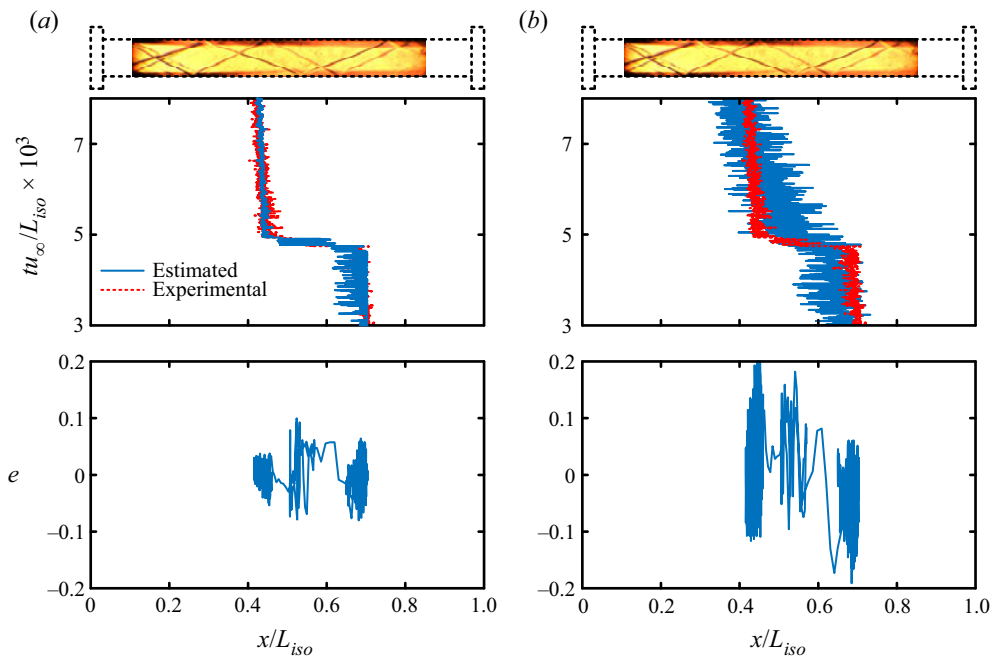 (a) (b)
7 7
tu∞/Liso × 10³
5 5
Estimated
Experimental
3 3
0.2 0.2
0.1 0.1
e 0 0
–0.1 –0.1
–0.2 –0.2
0 0.2 0.4 0.6 0.8 1.0 0 0.2 0.4 0.6 0.8 1.0
x/Liso x/Liso